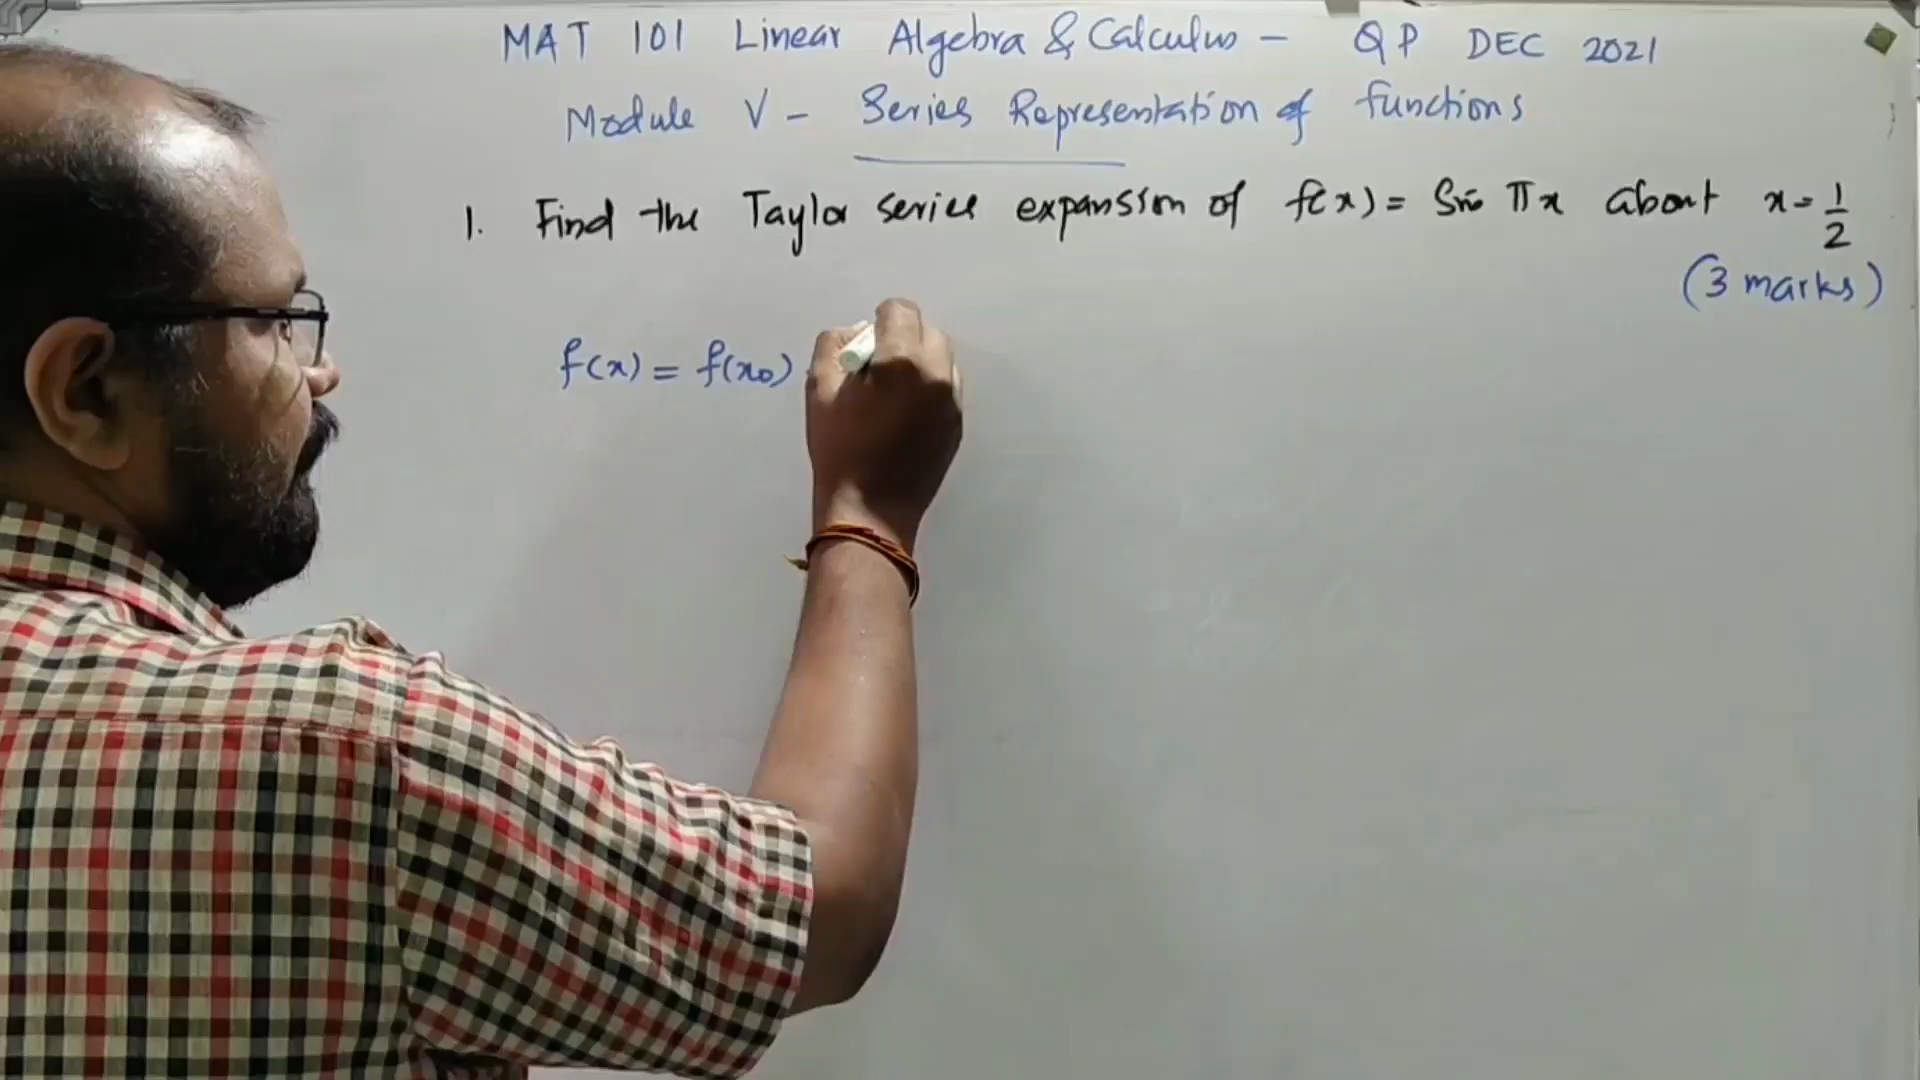 MAT 101 Linear Algebra & Calculus - QP DEC 2021
Module V - Series Representation of functions
1. Find the Taylor series expansion of f(x) = Sin πx about x = 1/2
(3 marks)
f(x) = f(x₀)